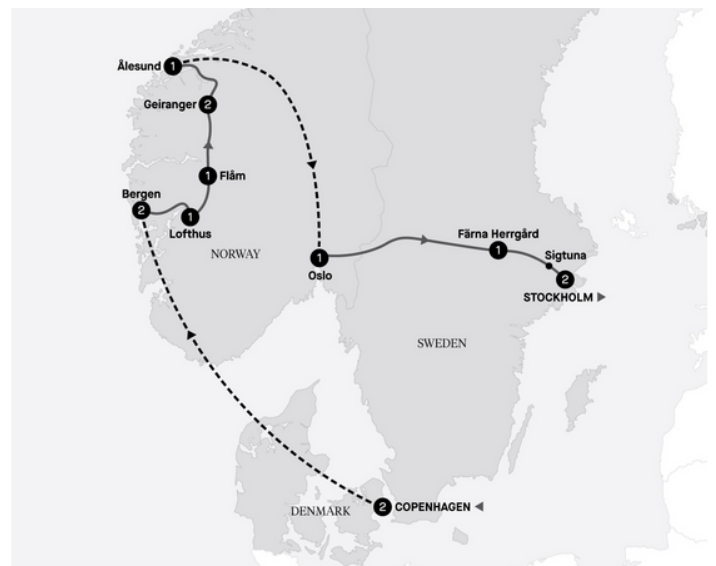 Ålesund 1
Geiranger 2
1 Flåm
Bergen
2
1
Lofthus
NORWAY
Färna Herrgård
1
Sigtuna
1
Oslo
2
STOCKHOLM
SWEDEN
DENMARK
2 COPENHAGEN